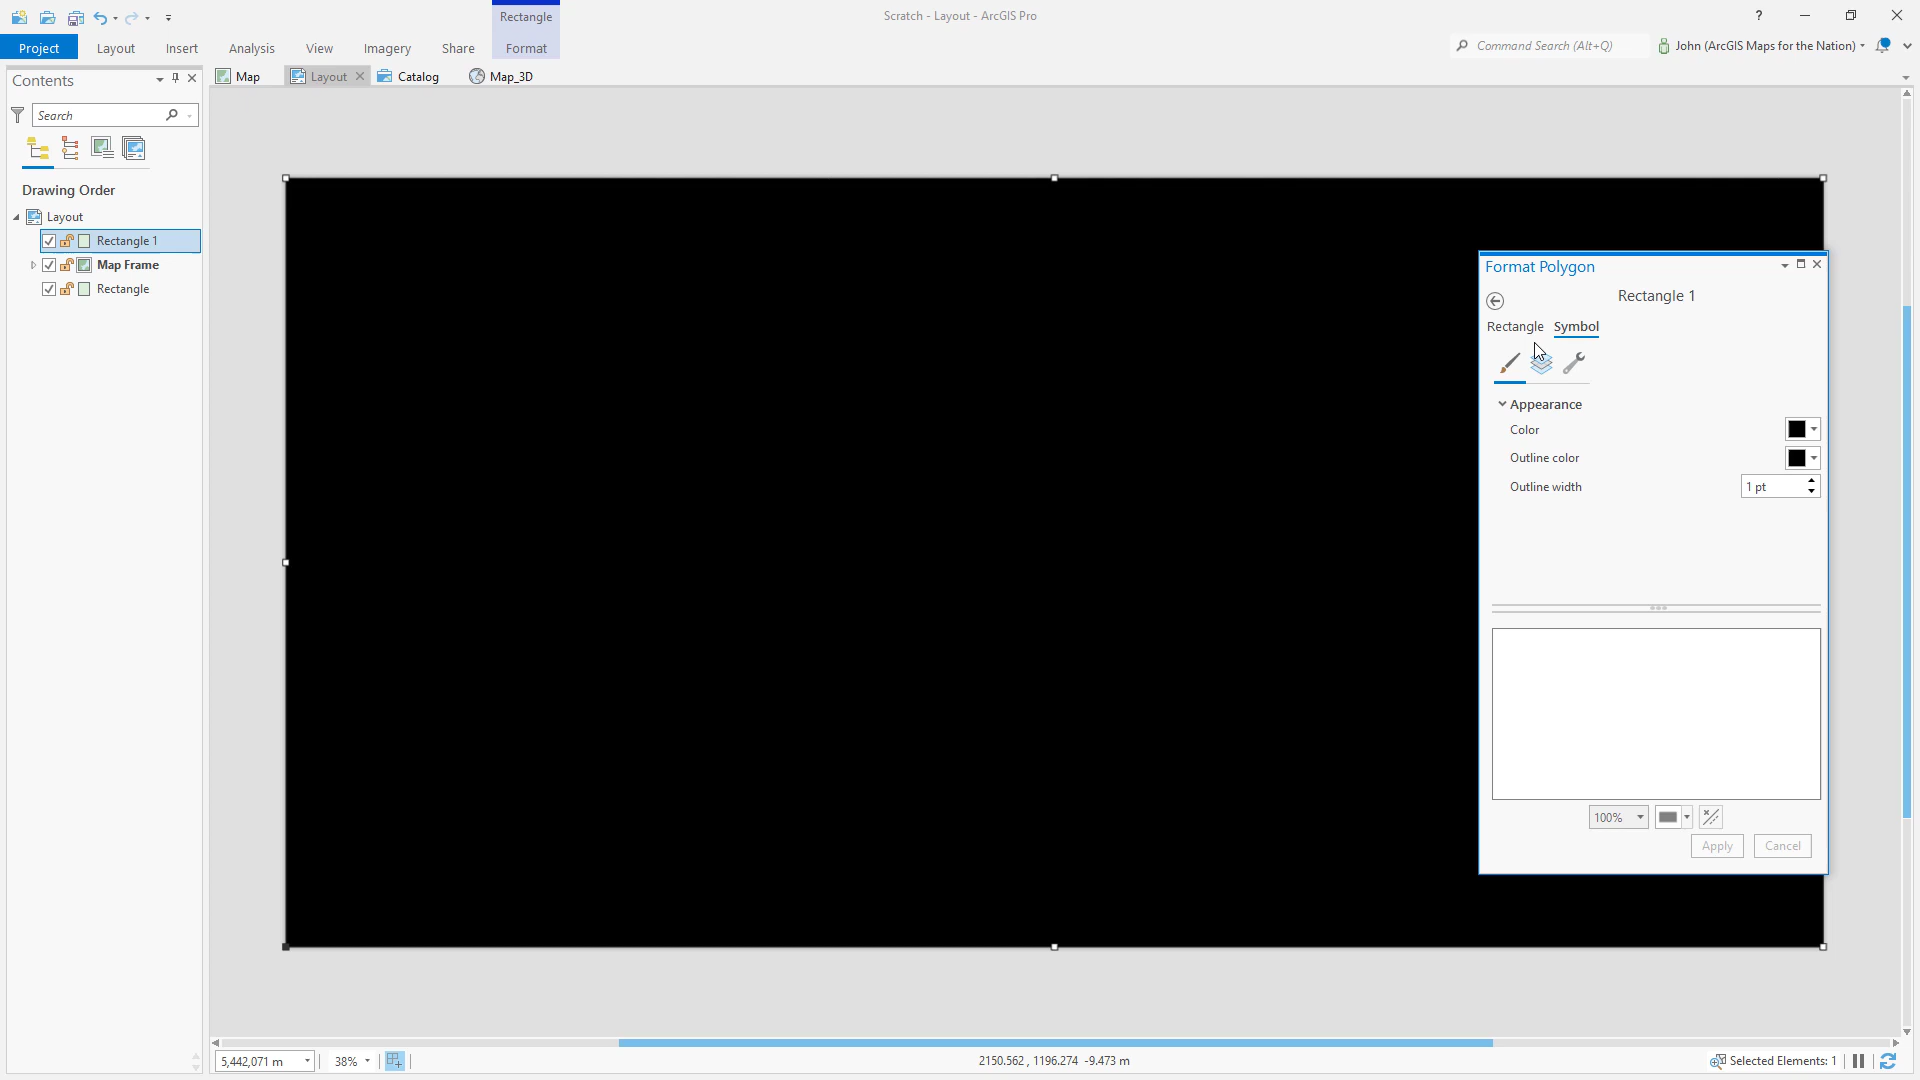 Rectangle
Scratch - Layout - ArcGIS Pro
?
Project
Layout
Insert
Analysis
View
Imagery
Share
Format
Command Search (Alt+Q)
John (ArcGIS Maps for the Nation)
Contents
Map
Layout
Catalog
Map_3D
Search
Drawing Order
Layout
Rectangle 1
Map Frame
Rectangle
Format Polygon
Rectangle 1
Rectangle
Symbol
Appearance
Color
Outline color
Outline width
1 pt
100%
Apply
Cancel
5,442,071 m
38%
2150.562 , 1196.274 -9.473 m
Selected Elements: 1